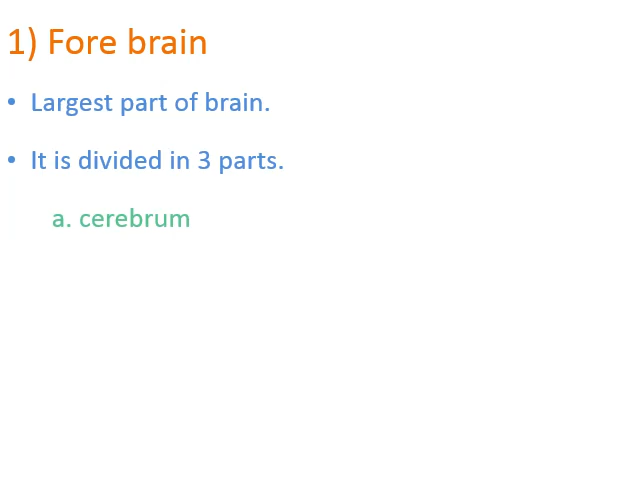 1) Fore brain
• Largest part of brain.
• It is divided in 3 parts.
a. cerebrum